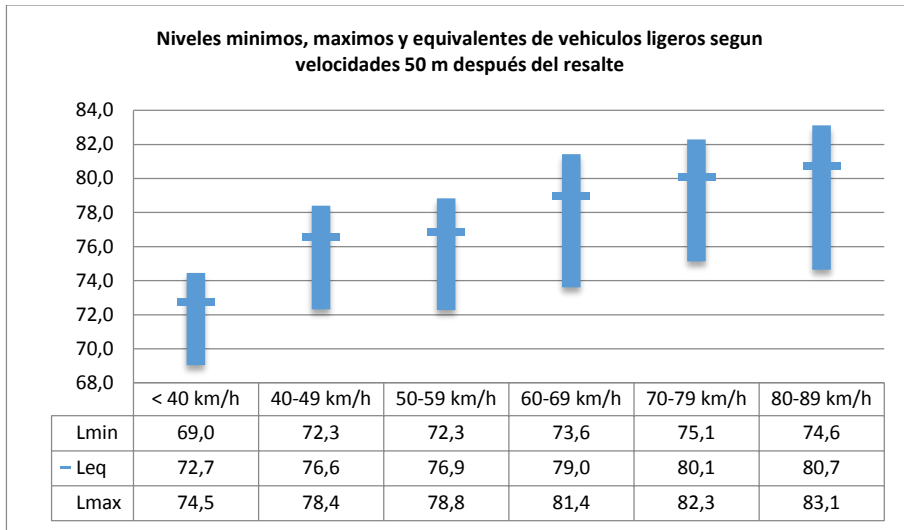 Niveles minimos, maximos y equivalentes de vehiculos ligeros segun
velocidades 50 m después del resalte
84,0
82,0
80,0
78,0
76,0
74,0
72,0
70,0
68,0
< 40 km/h 40-49 km/h 50-59 km/h 60-69 km/h 70-79 km/h 80-89 km/h
Lmin 69,0 72,3 72,3 73,6 75,1 74,6
Leq 72,7 76,6 76,9 79,0 80,1 80,7
Lmax 74,5 78,4 78,8 81,4 82,3 83,1